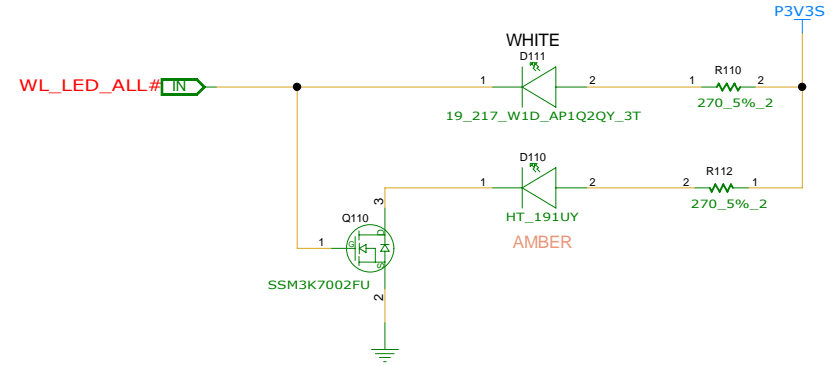 P3V3S
WHITE
D111
WL_LED_ALL#
IN
1
2
1
R110
2
19_217_W1D_AP1Q2QY_3T
270_5%_2
D110
1
2
2
R112
1
HT_191UY
270_5%_2
AMBER
3
Q110
D
1
G
S
SSM3K7002FU
2